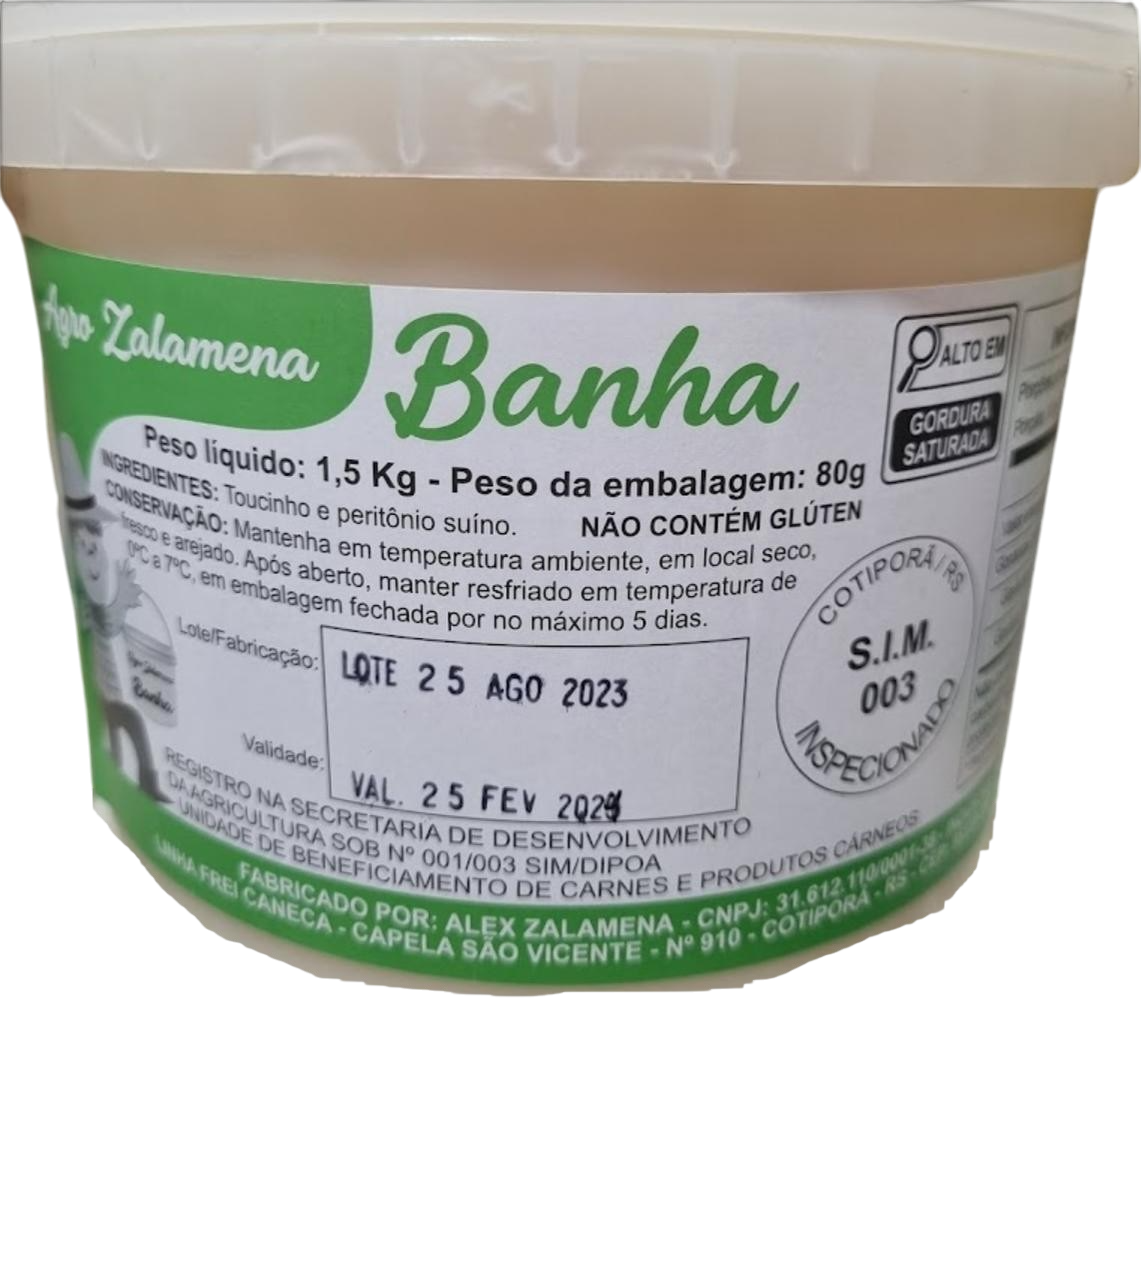 Agro Zalamena
Banha
ALTO EM
GORDURA
SATURADA
Peso líquido: 1,5 Kg - Peso da embalagem: 80g
INGREDIENTES: Toucinho e peritônio suíno. NÃO CONTÉM GLÚTEN
CONSERVAÇÃO: Mantenha em temperatura ambiente, em local seco,
fresco e arejado. Após aberto, manter resfriado em temperatura de
0ºC a 7ºC, em embalagem fechada por no máximo 5 dias.
Lote/Fabricação:
LOTE 25 AGO 2023
Validade:
VAL. 25 FEV 2024
COTIPORÃ / RS
S.I.M.
003
INSPECIONADO
Banha
REGISTRO NA SECRETARIA DE DESENVOLVIMENTO
DA AGRICULTURA SOB Nº 001/003 SIM/DIPOA
UNIDADE DE BENEFICIAMENTO DE CARNES E PRODUTOS CÁRNEOS
FABRICADO POR: ALEX ZALAMENA - CNPJ: 31.612.110/0001-38
LINHA FREI CANECA - CAPELA SÃO VICENTE - Nº 910 - COTIPORÃ - RS - CEP